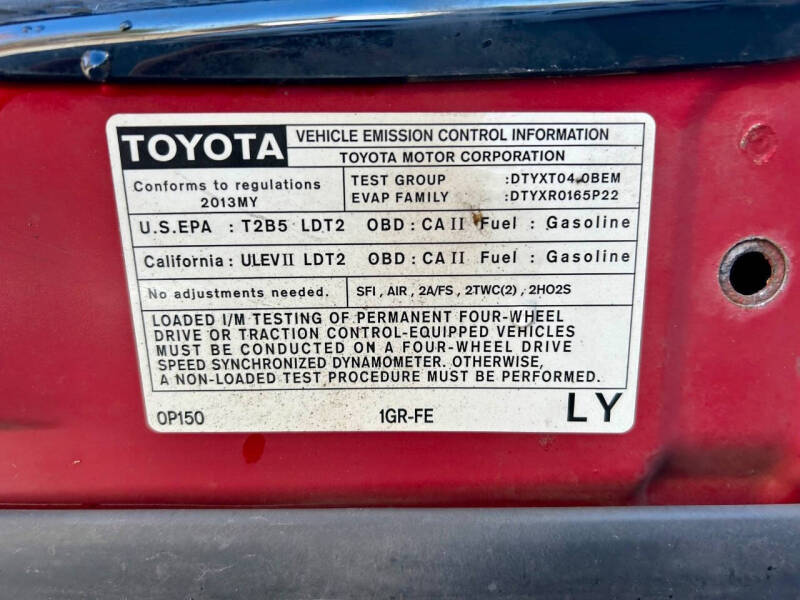 TOYOTA VEHICLE EMISSION CONTROL INFORMATION
TOYOTA MOTOR CORPORATION
Conforms to regulations
2013MY
TEST GROUP :DTYXT04.0BEM
EVAP FAMILY :DTYXR0165P22
U.S.EPA : T2B5 LDT2 OBD : CA II Fuel : Gasoline
California : ULEV II LDT2 OBD : CA II Fuel : Gasoline
No adjustments needed. SFI , AIR , 2A/FS , 2TWC(2) , 2HO2S
LOADED I/M TESTING OF PERMANENT FOUR-WHEEL
DRIVE OR TRACTION CONTROL-EQUIPPED VEHICLES
MUST BE CONDUCTED ON A FOUR-WHEEL DRIVE
SPEED SYNCHRONIZED DYNAMOMETER. OTHERWISE,
A NON-LOADED TEST PROCEDURE MUST BE PERFORMED.
0P150 1GR-FE LY